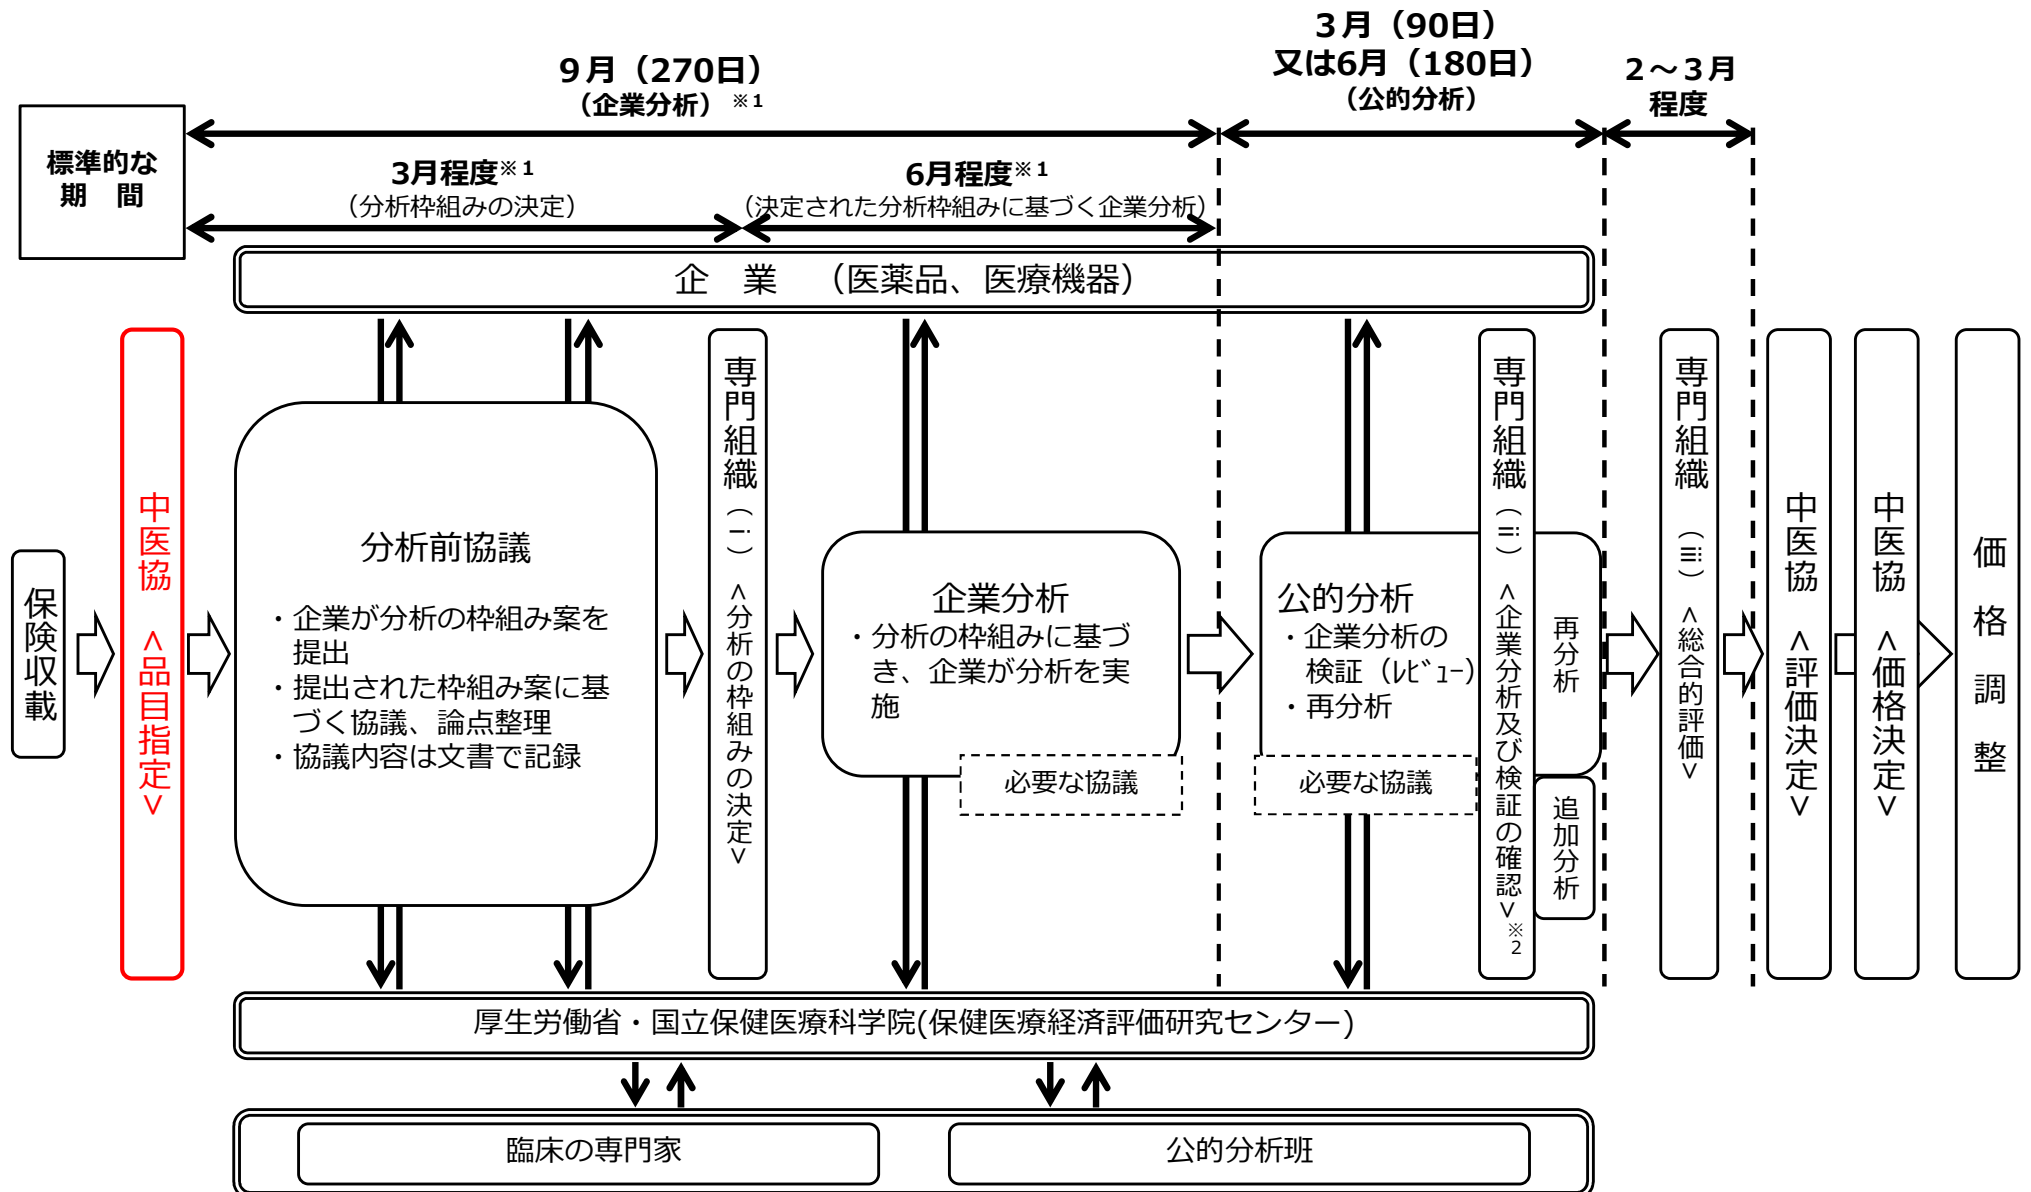 ３月（90日）
又は6月（180日）
（公的分析）
９月（270日）
（企業分析）※１
２～３月
程度
標準的な
期　間
3月程度※１
（分析枠組みの決定）
6月程度※１
（決定された分析枠組みに基づく企業分析）
企　業　（医薬品、医療機器）
保険収載
中医協　<品目指定>
分析前協議
・企業が分析の枠組み案を
提出
・提出された枠組み案に基
づく協議、論点整理
・協議内容は文書で記録
専門組織（ⅰ）<分析の枠組みの決定>
企業分析
・分析の枠組みに基づ
き、企業が分析を実
施
必要な協議
公的分析
・企業分析の
検証（ﾚﾋﾞｭｰ）
・再分析
必要な協議
専門組織（ⅱ）<企業分析及び検証の確認>※2
再分析
追加分析
専門組織　（ⅲ）<総合的評価>
中医協　<評価決定>
中医協　<価格決定>
価格調整
厚生労働省・国立保健医療科学院(保健医療経済評価研究センター)
臨床の専門家
公的分析班